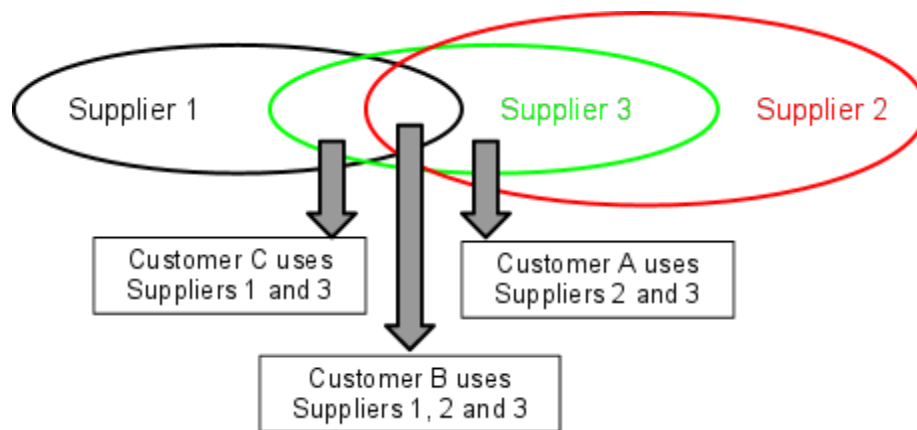 Supplier 1
Supplier 3
Supplier 2
Customer C uses
Suppliers 1 and 3
Customer A uses
Suppliers 2 and 3
Customer B uses
Suppliers 1, 2 and 3